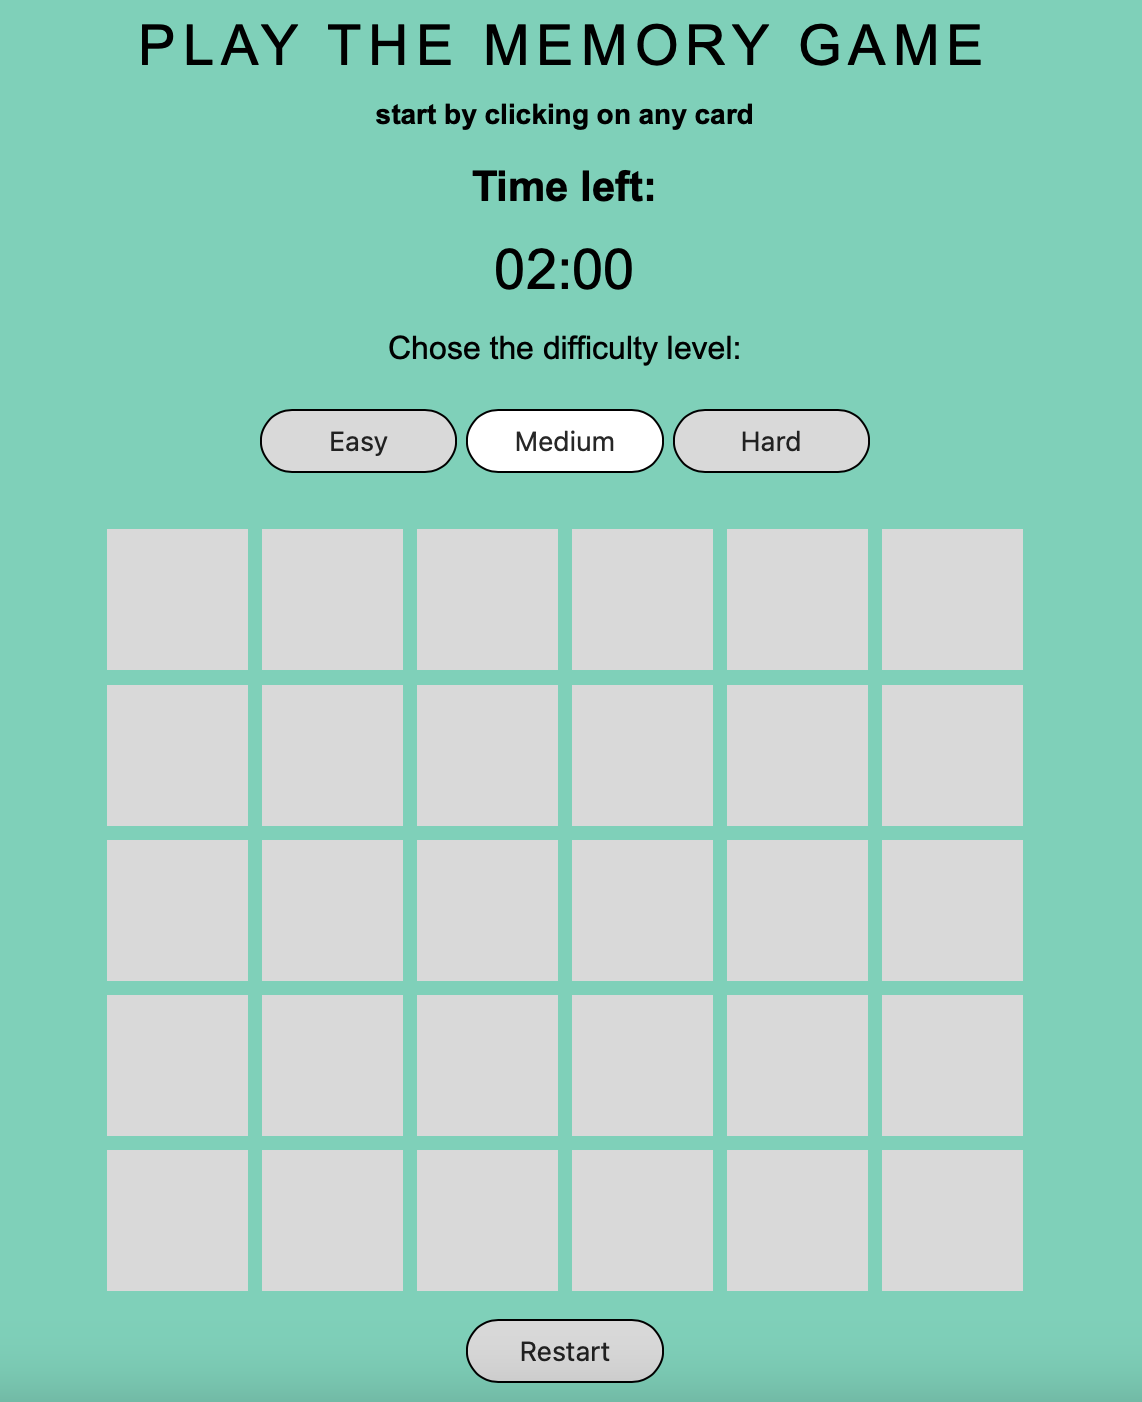 PLAY THE MEMORY GAME
start by clicking on any card
Time left:
02:00
Chose the difficulty level:
Easy Medium Hard
Restart